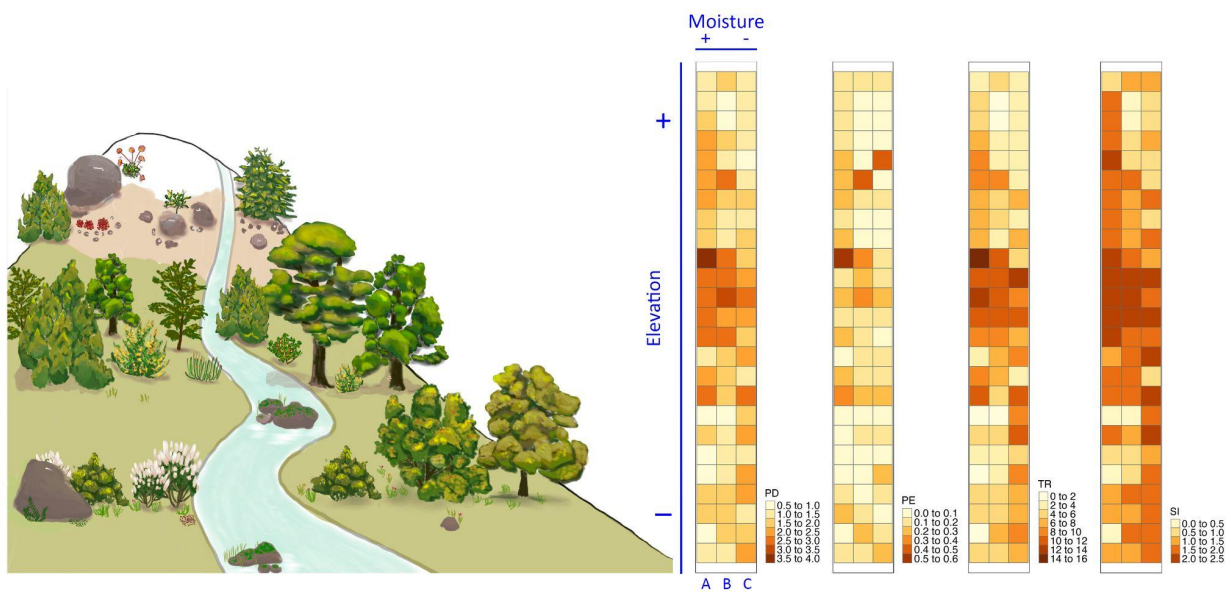 Moisture
+ -
+
Elevation
−
A B C
PD
0.5 to 1.0
1.0 to 1.5
1.5 to 2.0
2.0 to 2.5
2.5 to 3.0
3.0 to 3.5
3.5 to 4.0
PE
0.0 to 0.1
0.1 to 0.2
0.2 to 0.3
0.3 to 0.4
0.4 to 0.5
0.5 to 0.6
TR
0 to 2
2 to 4
4 to 6
6 to 8
8 to 10
10 to 12
12 to 14
14 to 16
SI
0.0 to 0.5
0.5 to 1.0
1.0 to 1.5
1.5 to 2.0
2.0 to 2.5